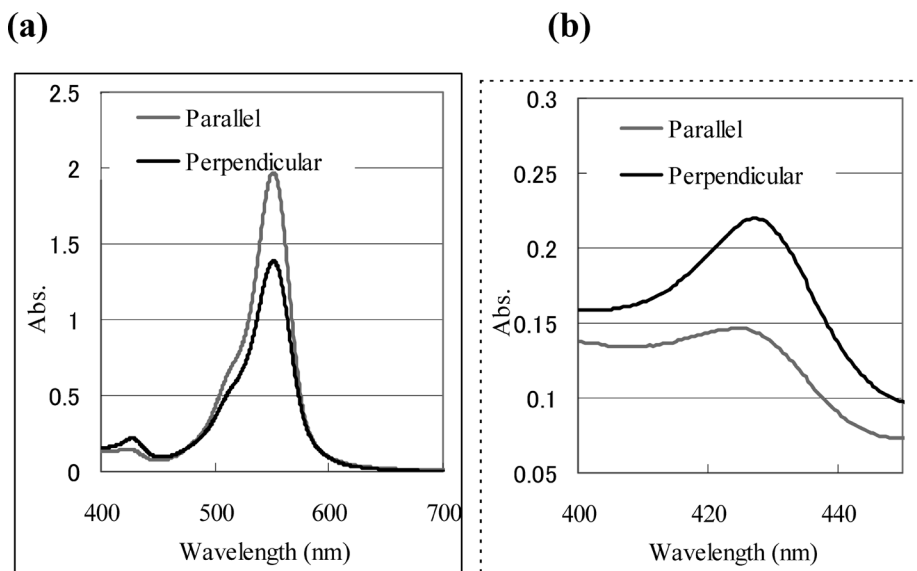 (a)
(b)
2.5
2
1.5
1
0.5
0
Abs.
Parallel
Perpendicular
400 500 600 700
Wavelength (nm)
0.3
0.25
0.2
0.15
0.1
0.05
Abs.
Parallel
Perpendicular
400 420 440
Wavelength (nm)